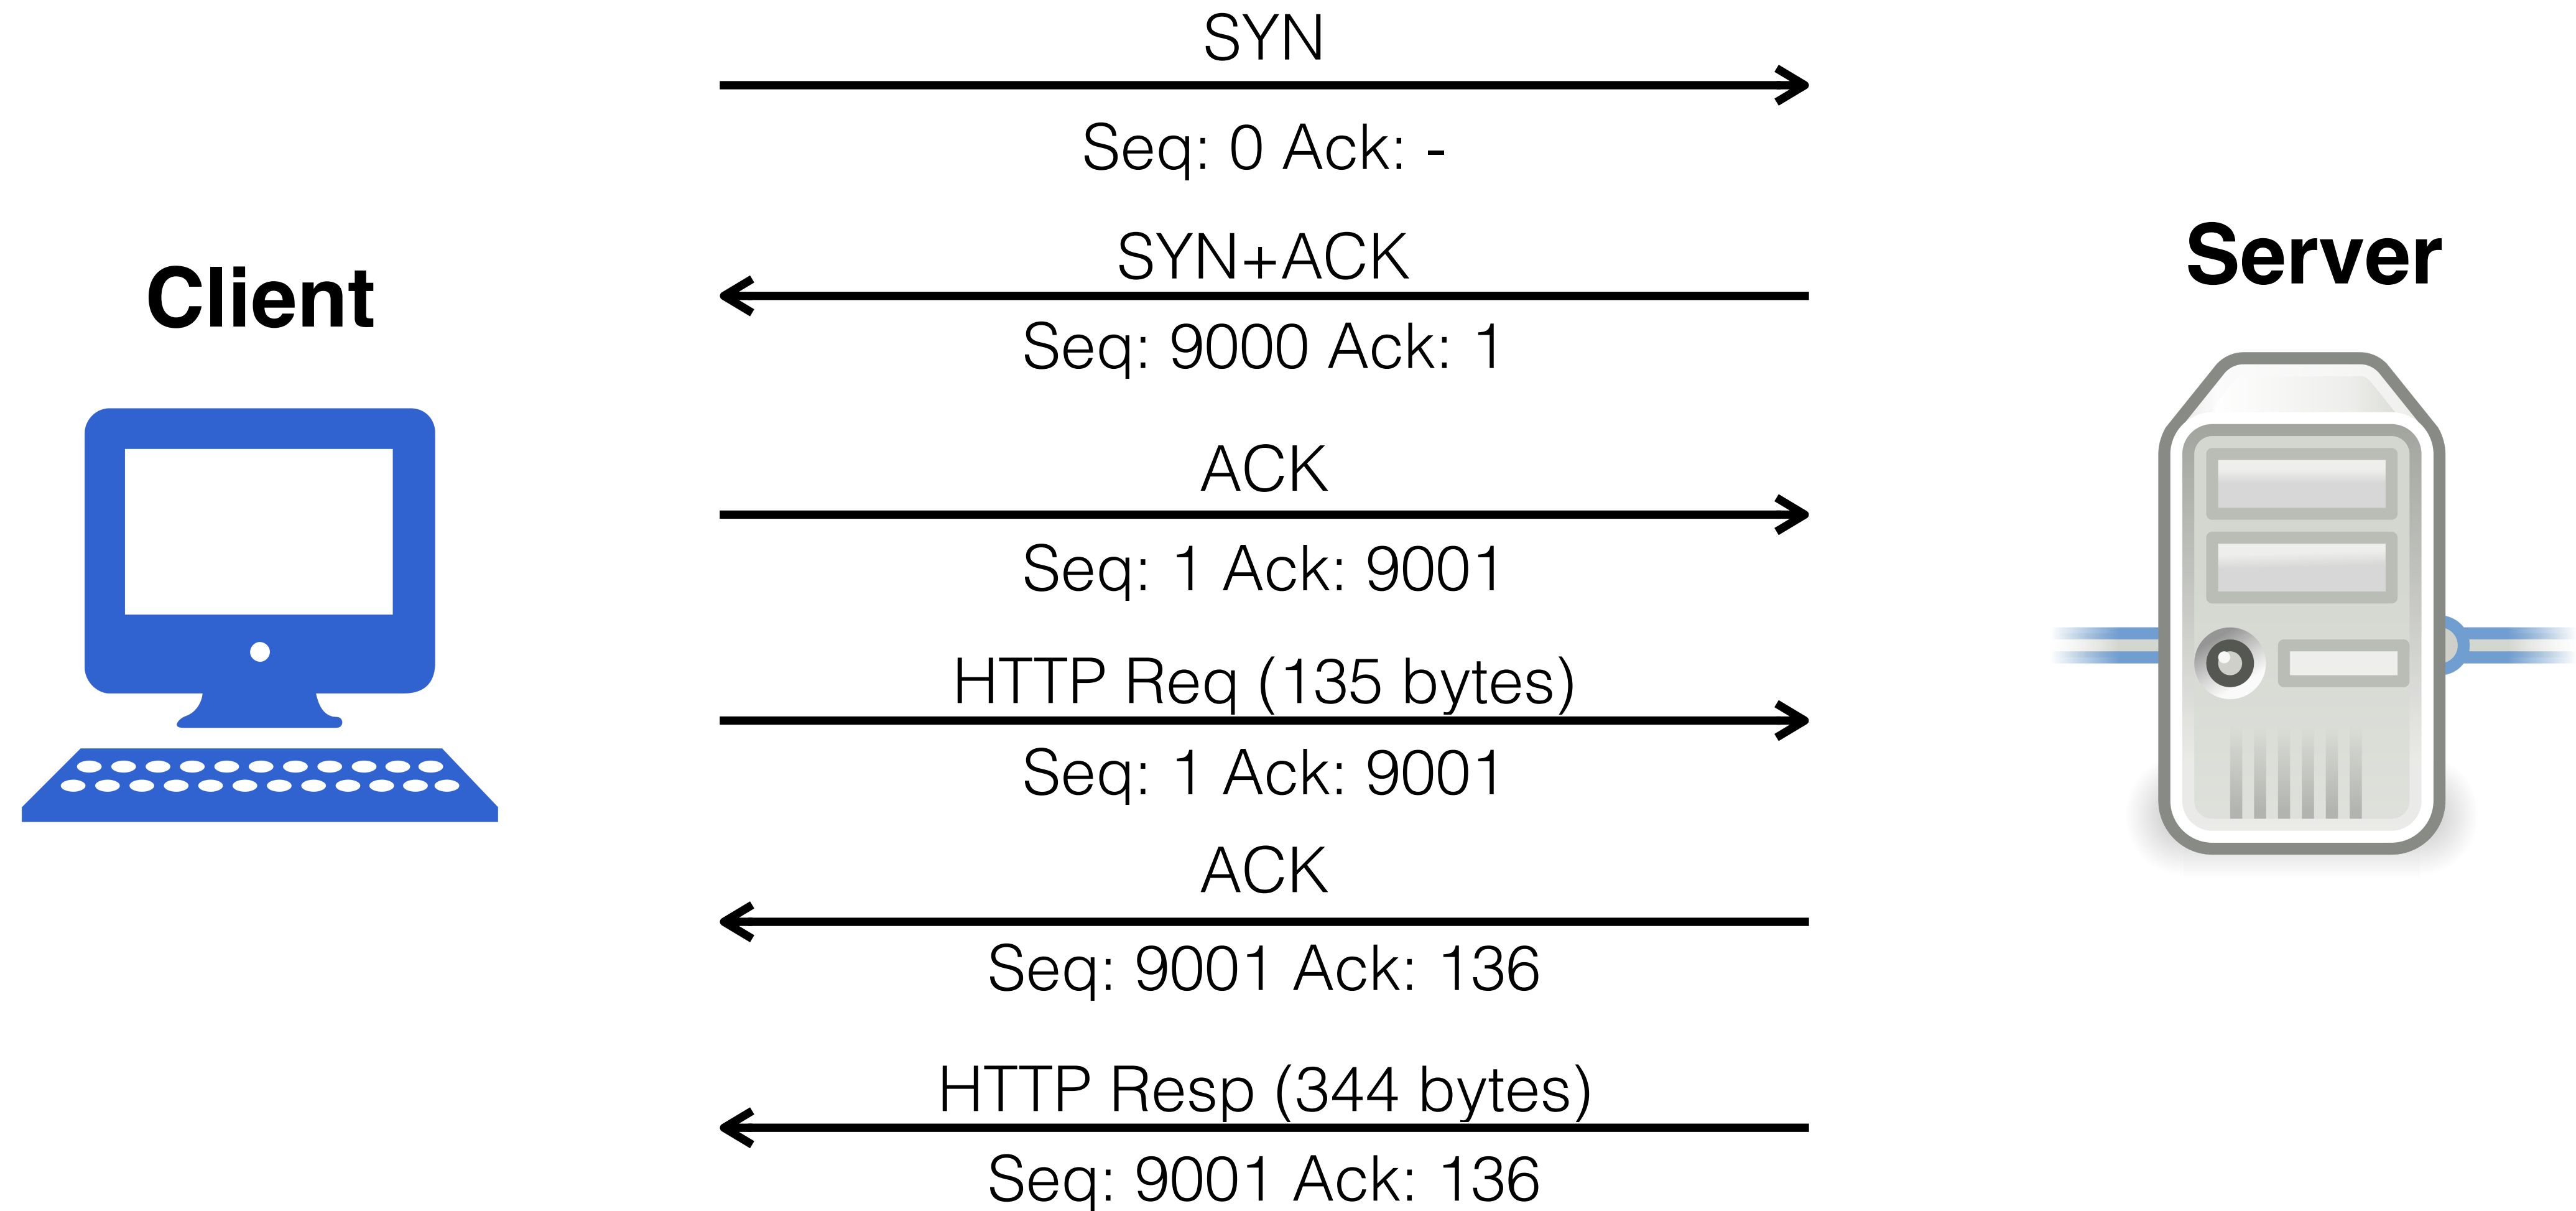 SYN
Seq: 0 Ack: -
SYN+ACK
Seq: 9000 Ack: 1
Client
Server
ACK
Seq: 1 Ack: 9001
HTTP Req (135 bytes)
Seq: 1 Ack: 9001
ACK
Seq: 9001 Ack: 136
HTTP Resp (344 bytes)
Seq: 9001 Ack: 136